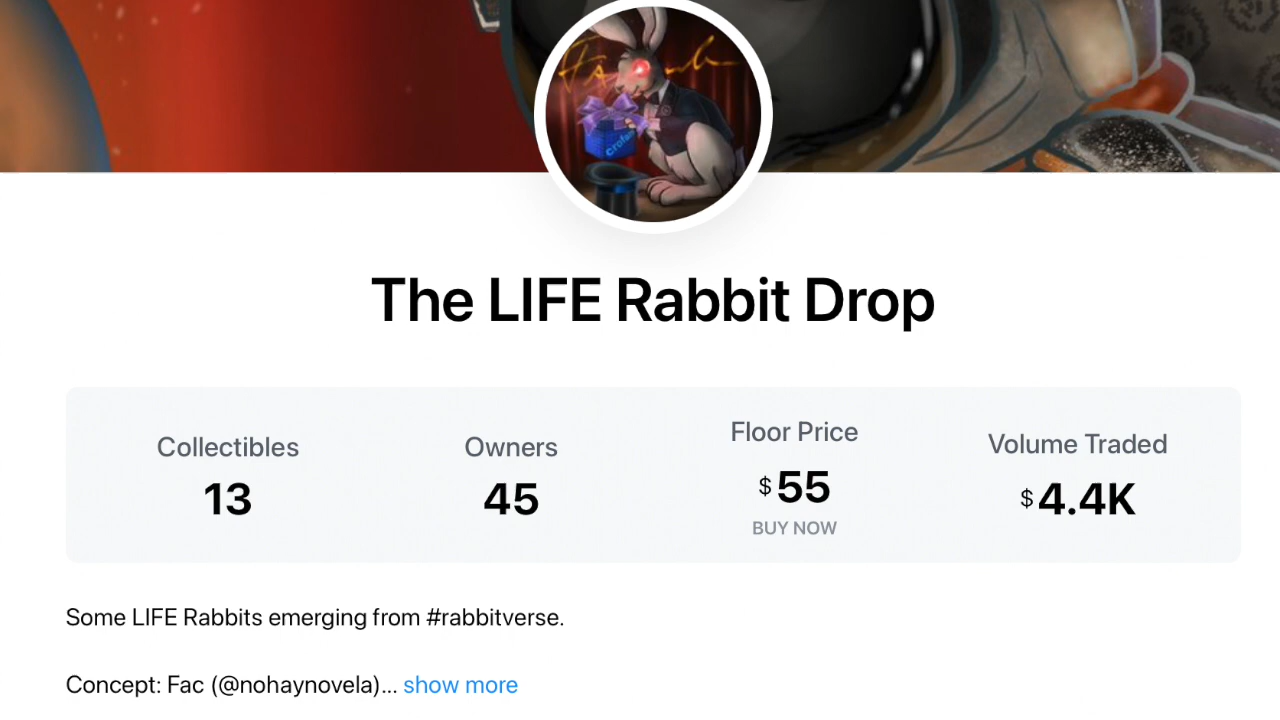 The LIFE Rabbit Drop
Collectibles
13
Owners
45
Floor Price
$55
BUY NOW
Volume Traded
$4.4K
Some LIFE Rabbits emerging from #rabbitverse.
Concept: Fac (@nohaynovela)... show more